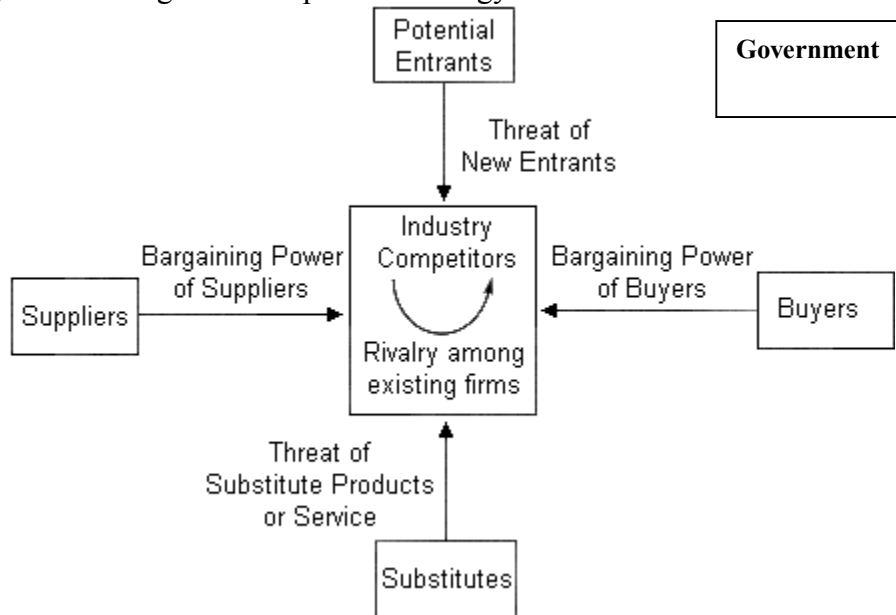 Potential
Entrants
Government
Threat of
New Entrants
Industry
Competitors
Bargaining Power
of Suppliers
Bargaining Power
of Buyers
Suppliers
Buyers
Rivalry among
existing firms
Threat of
Substitute Products
or Service
Substitutes